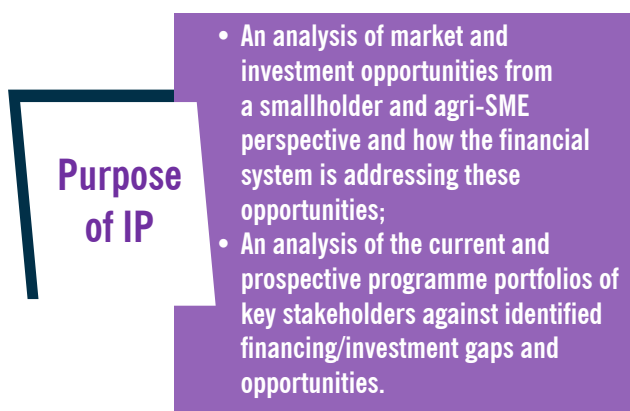 Purpose
of IP
• An analysis of market and
investment opportunities from
a smallholder and agri-SME
perspective and how the financial
system is addressing these
opportunities;
• An analysis of the current and
prospective programme portfolios of
key stakeholders against identified
financing/investment gaps and
opportunities.